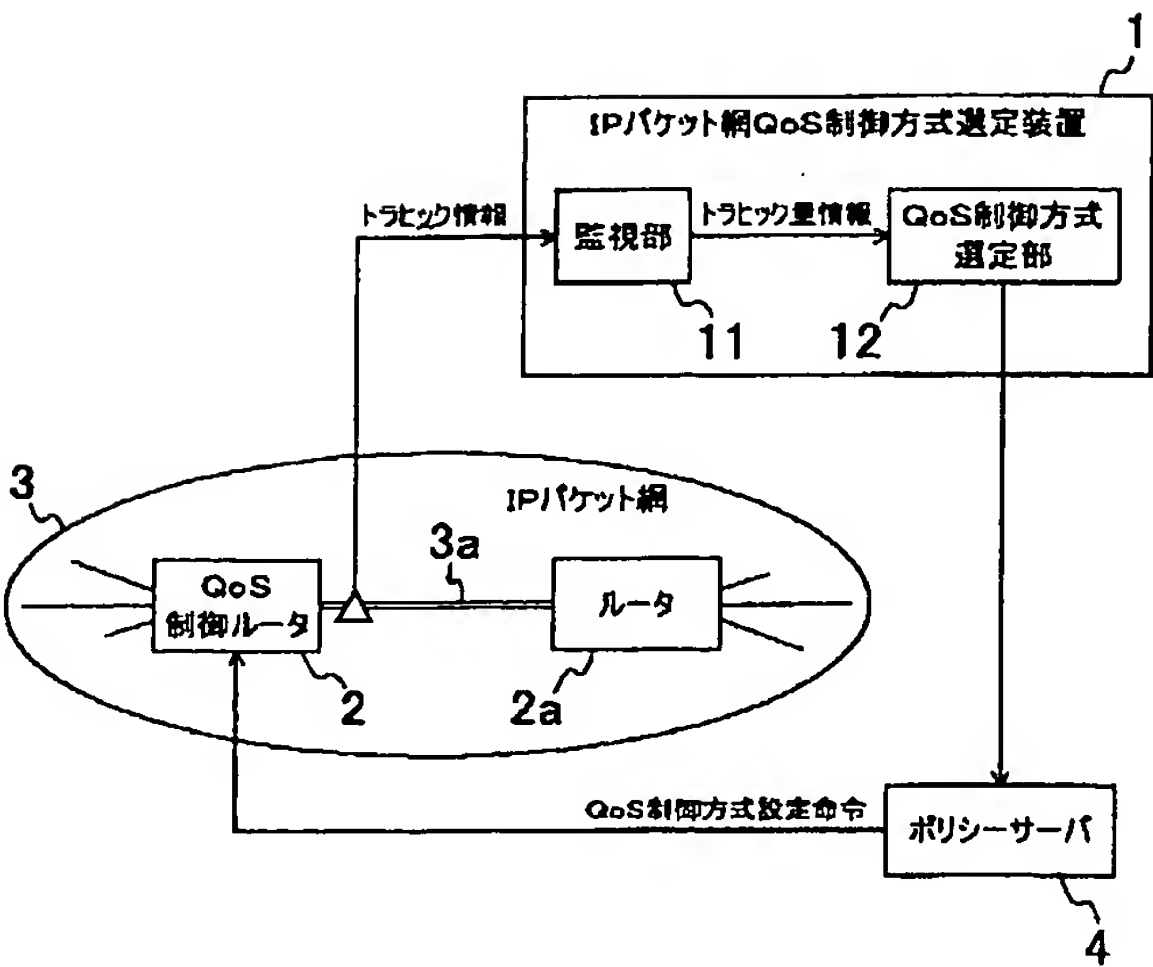 1
IPパケット網QoS制御方式選定装置
トラヒック情報
監視部
トラヒック量情報
QoS制御方式
選定部
11
12
3
IPパケット網
3a
QoS
制御ルータ
ルータ
2
2a
QoS制御方式設定命令
ポリシーサーバ
4